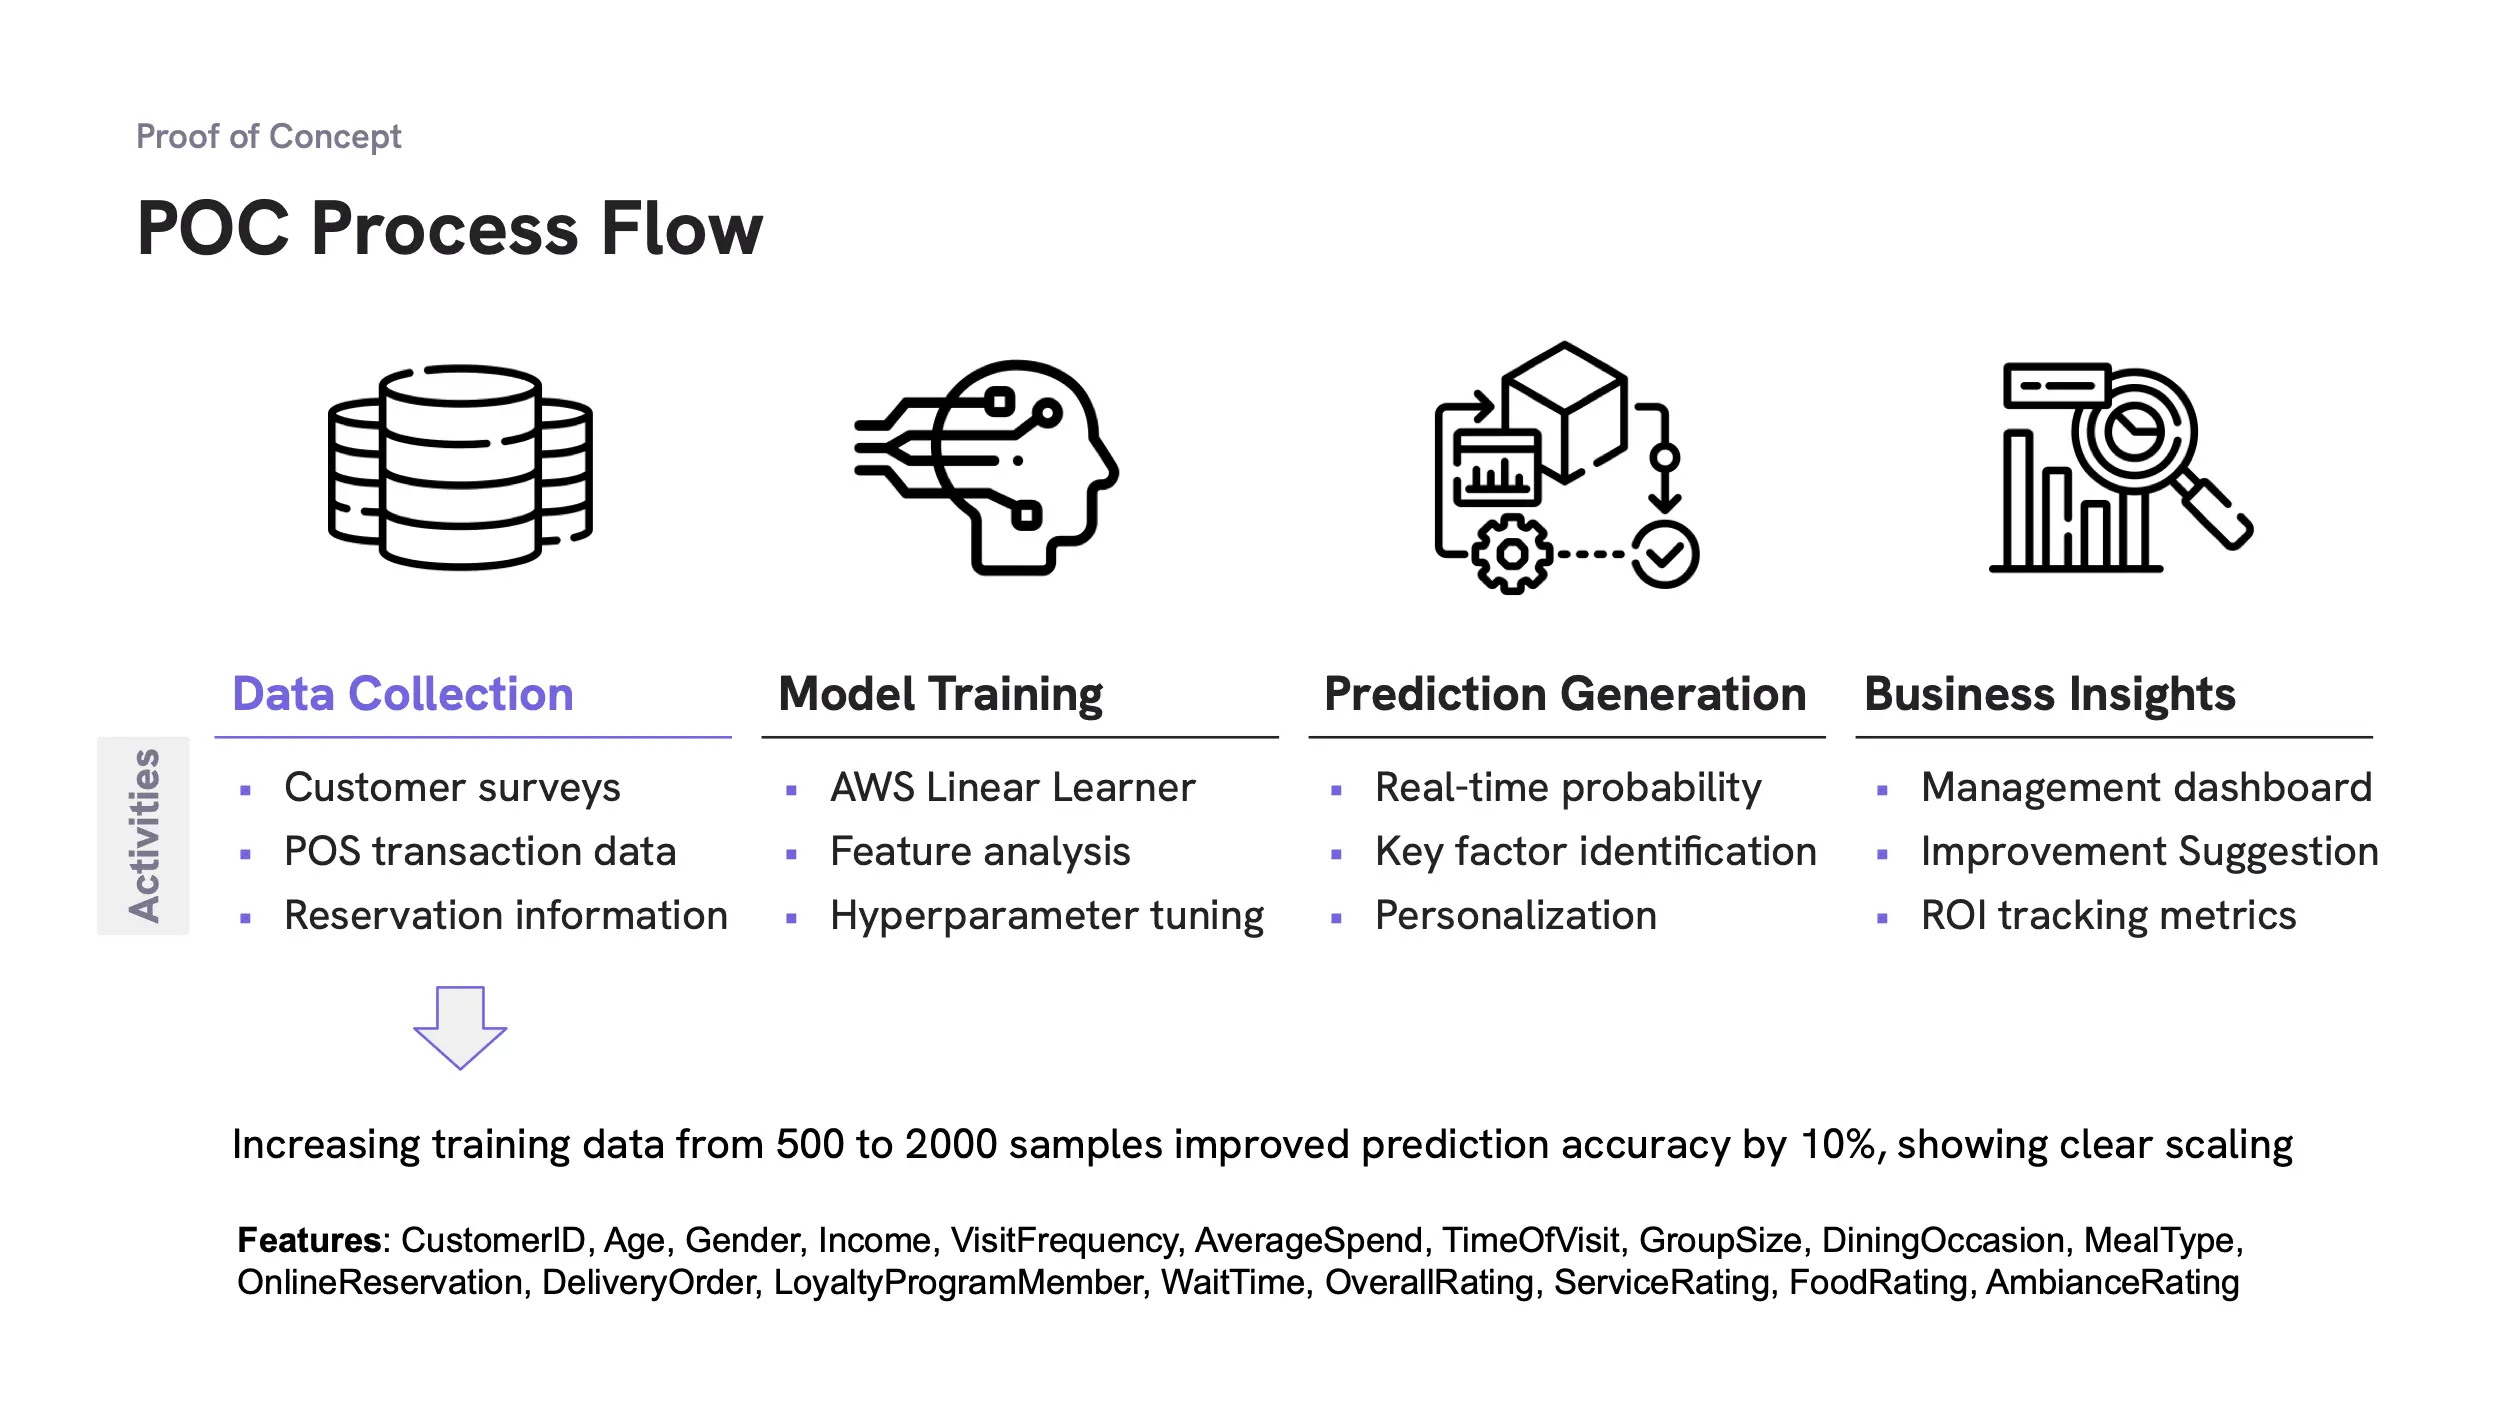 Proof of Concept
POC Process Flow
Data Collection
Model Training
Prediction Generation
Business Insights
Activities
Customer surveys
POS transaction data
Reservation information
AWS Linear Learner
Feature analysis
Hyperparameter tuning
Real-time probability
Key factor identification
Personalization
Management dashboard
Improvement Suggestion
ROI tracking metrics
Increasing training data from 500 to 2000 samples improved prediction accuracy by 10%, showing clear scaling
Features: CustomerID, Age, Gender, Income, VisitFrequency, AverageSpend, TimeOfVisit, GroupSize, DiningOccasion, MealType,
OnlineReservation, DeliveryOrder, LoyaltyProgramMember, WaitTime, OverallRating, ServiceRating, FoodRating, AmbianceRating